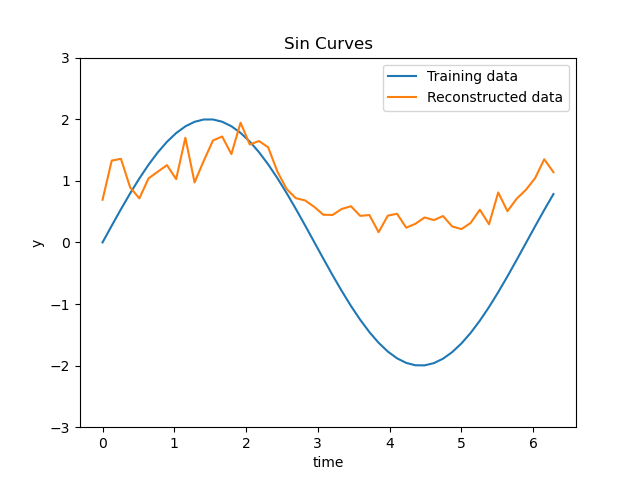 Sin Curves
Training data
Reconstructed data
3
2
1
0
−1
−2
−3
y
0 1 2 3 4 5 6
time